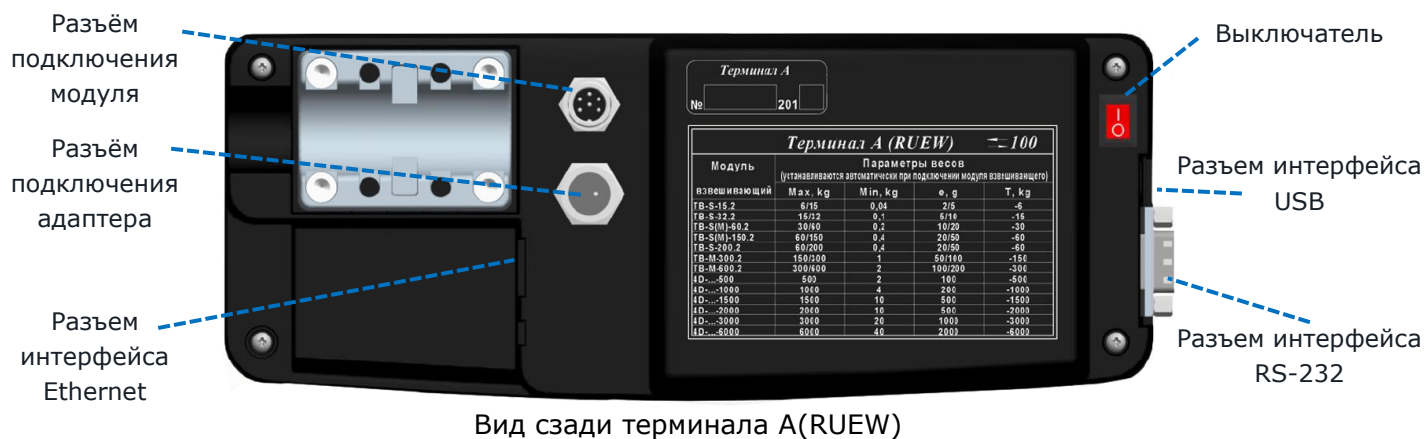 Разъём
подключения
модуля
Разъём
подключения
адаптера
Разъем
интерфейса
Ethernet
Терминал А
№ 201
Терминал А (RUEW) 100
Модуль
взвешивающий
Параметры весов
(устанавливаются автоматически при подключении модуля взвешивающего)
Max, kg Min, kg e, g T, kg
TB-S-15.2 6/15 0,04 2/5 -6
TB-S-32.2 15/32 0,1 5/10 -15
TB-S(M)-60.2 30/60 0,2 10/20 -30
TB-S(M)-150.2 60/150 0,4 20/50 -60
TB-S-200.2 60/200 0,4 20/50 -60
TB-M-300.2 150/300 1 50/100 -150
TB-M-600.2 300/600 2 100/200 -300
4D-...-500 500 2 100 -500
4D-...-1000 1000 4 200 -1000
4D-...-1500 1500 10 500 -1500
4D-...-2000 2000 10 500 -2000
4D-...-3000 3000 20 1000 -3000
4D-...-6000 6000 40 2000 -6000
Выключатель
Разъем интерфейса
USB
Разъем интерфейса
RS-232
Вид сзади терминала А(RUEW)